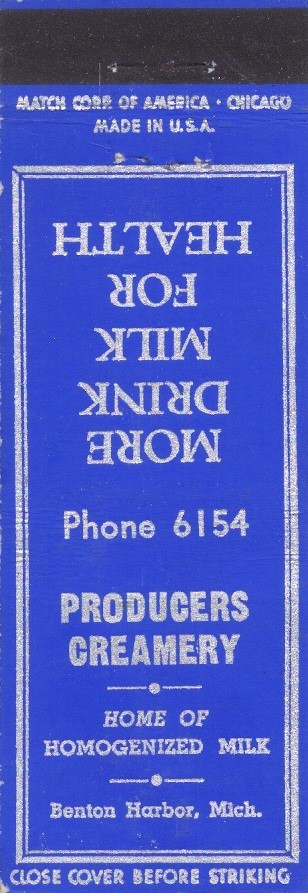 MATCH CORP. OF AMERICA • CHICAGO
MADE IN U.S.A.
MORE
DRINK
MILK
FOR
HEALTH
Phone 6154
PRODUCERS
CREAMERY
HOME OF
HOMOGENIZED MILK
Benton Harbor, Mich.
CLOSE COVER BEFORE STRIKING